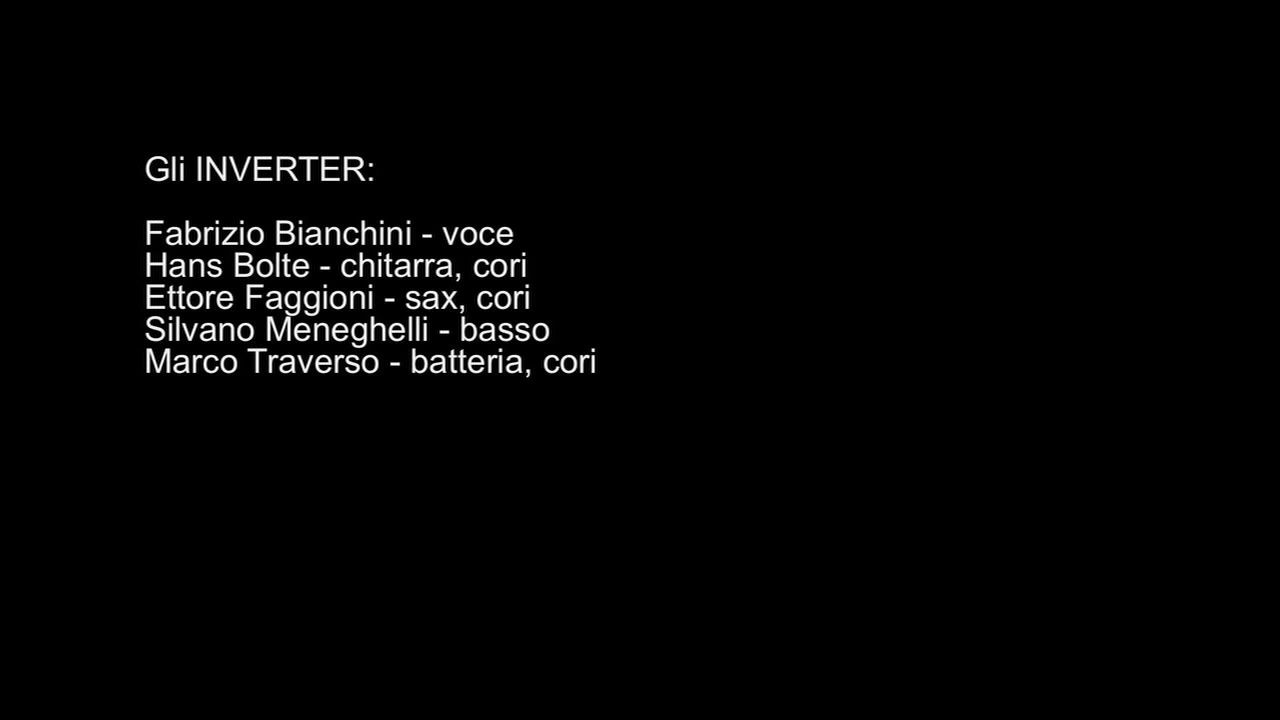 Gli INVERTER:
Fabrizio Bianchini - voce
Hans Bolte - chitarra, cori
Ettore Faggioni - sax, cori
Silvano Meneghelli - basso
Marco Traverso - batteria, cori